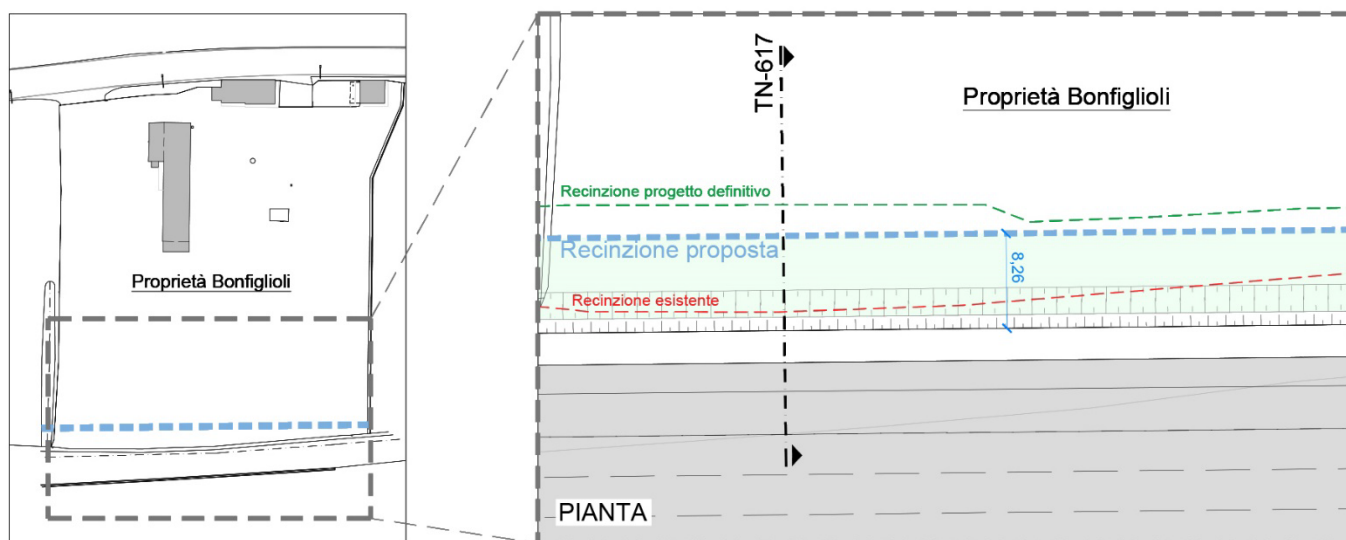 Proprietà Bonfiglioli
TN-617
Proprietà Bonfiglioli
Recinzione progetto definitivo
Recinzione proposta
8,26
Recinzione esistente
PIANTA